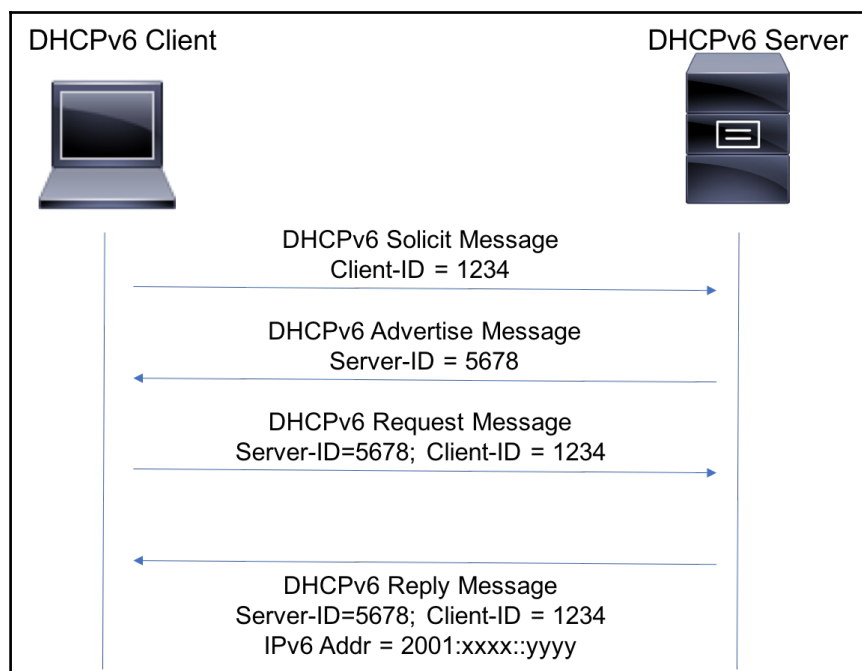 DHCPv6 Client
DHCPv6 Server
DHCPv6 Solicit Message
Client-ID = 1234
DHCPv6 Advertise Message
Server-ID = 5678
DHCPv6 Request Message
Server-ID=5678; Client-ID = 1234
DHCPv6 Reply Message
Server-ID=5678; Client-ID = 1234
IPv6 Addr = 2001:xxxx::yyyy